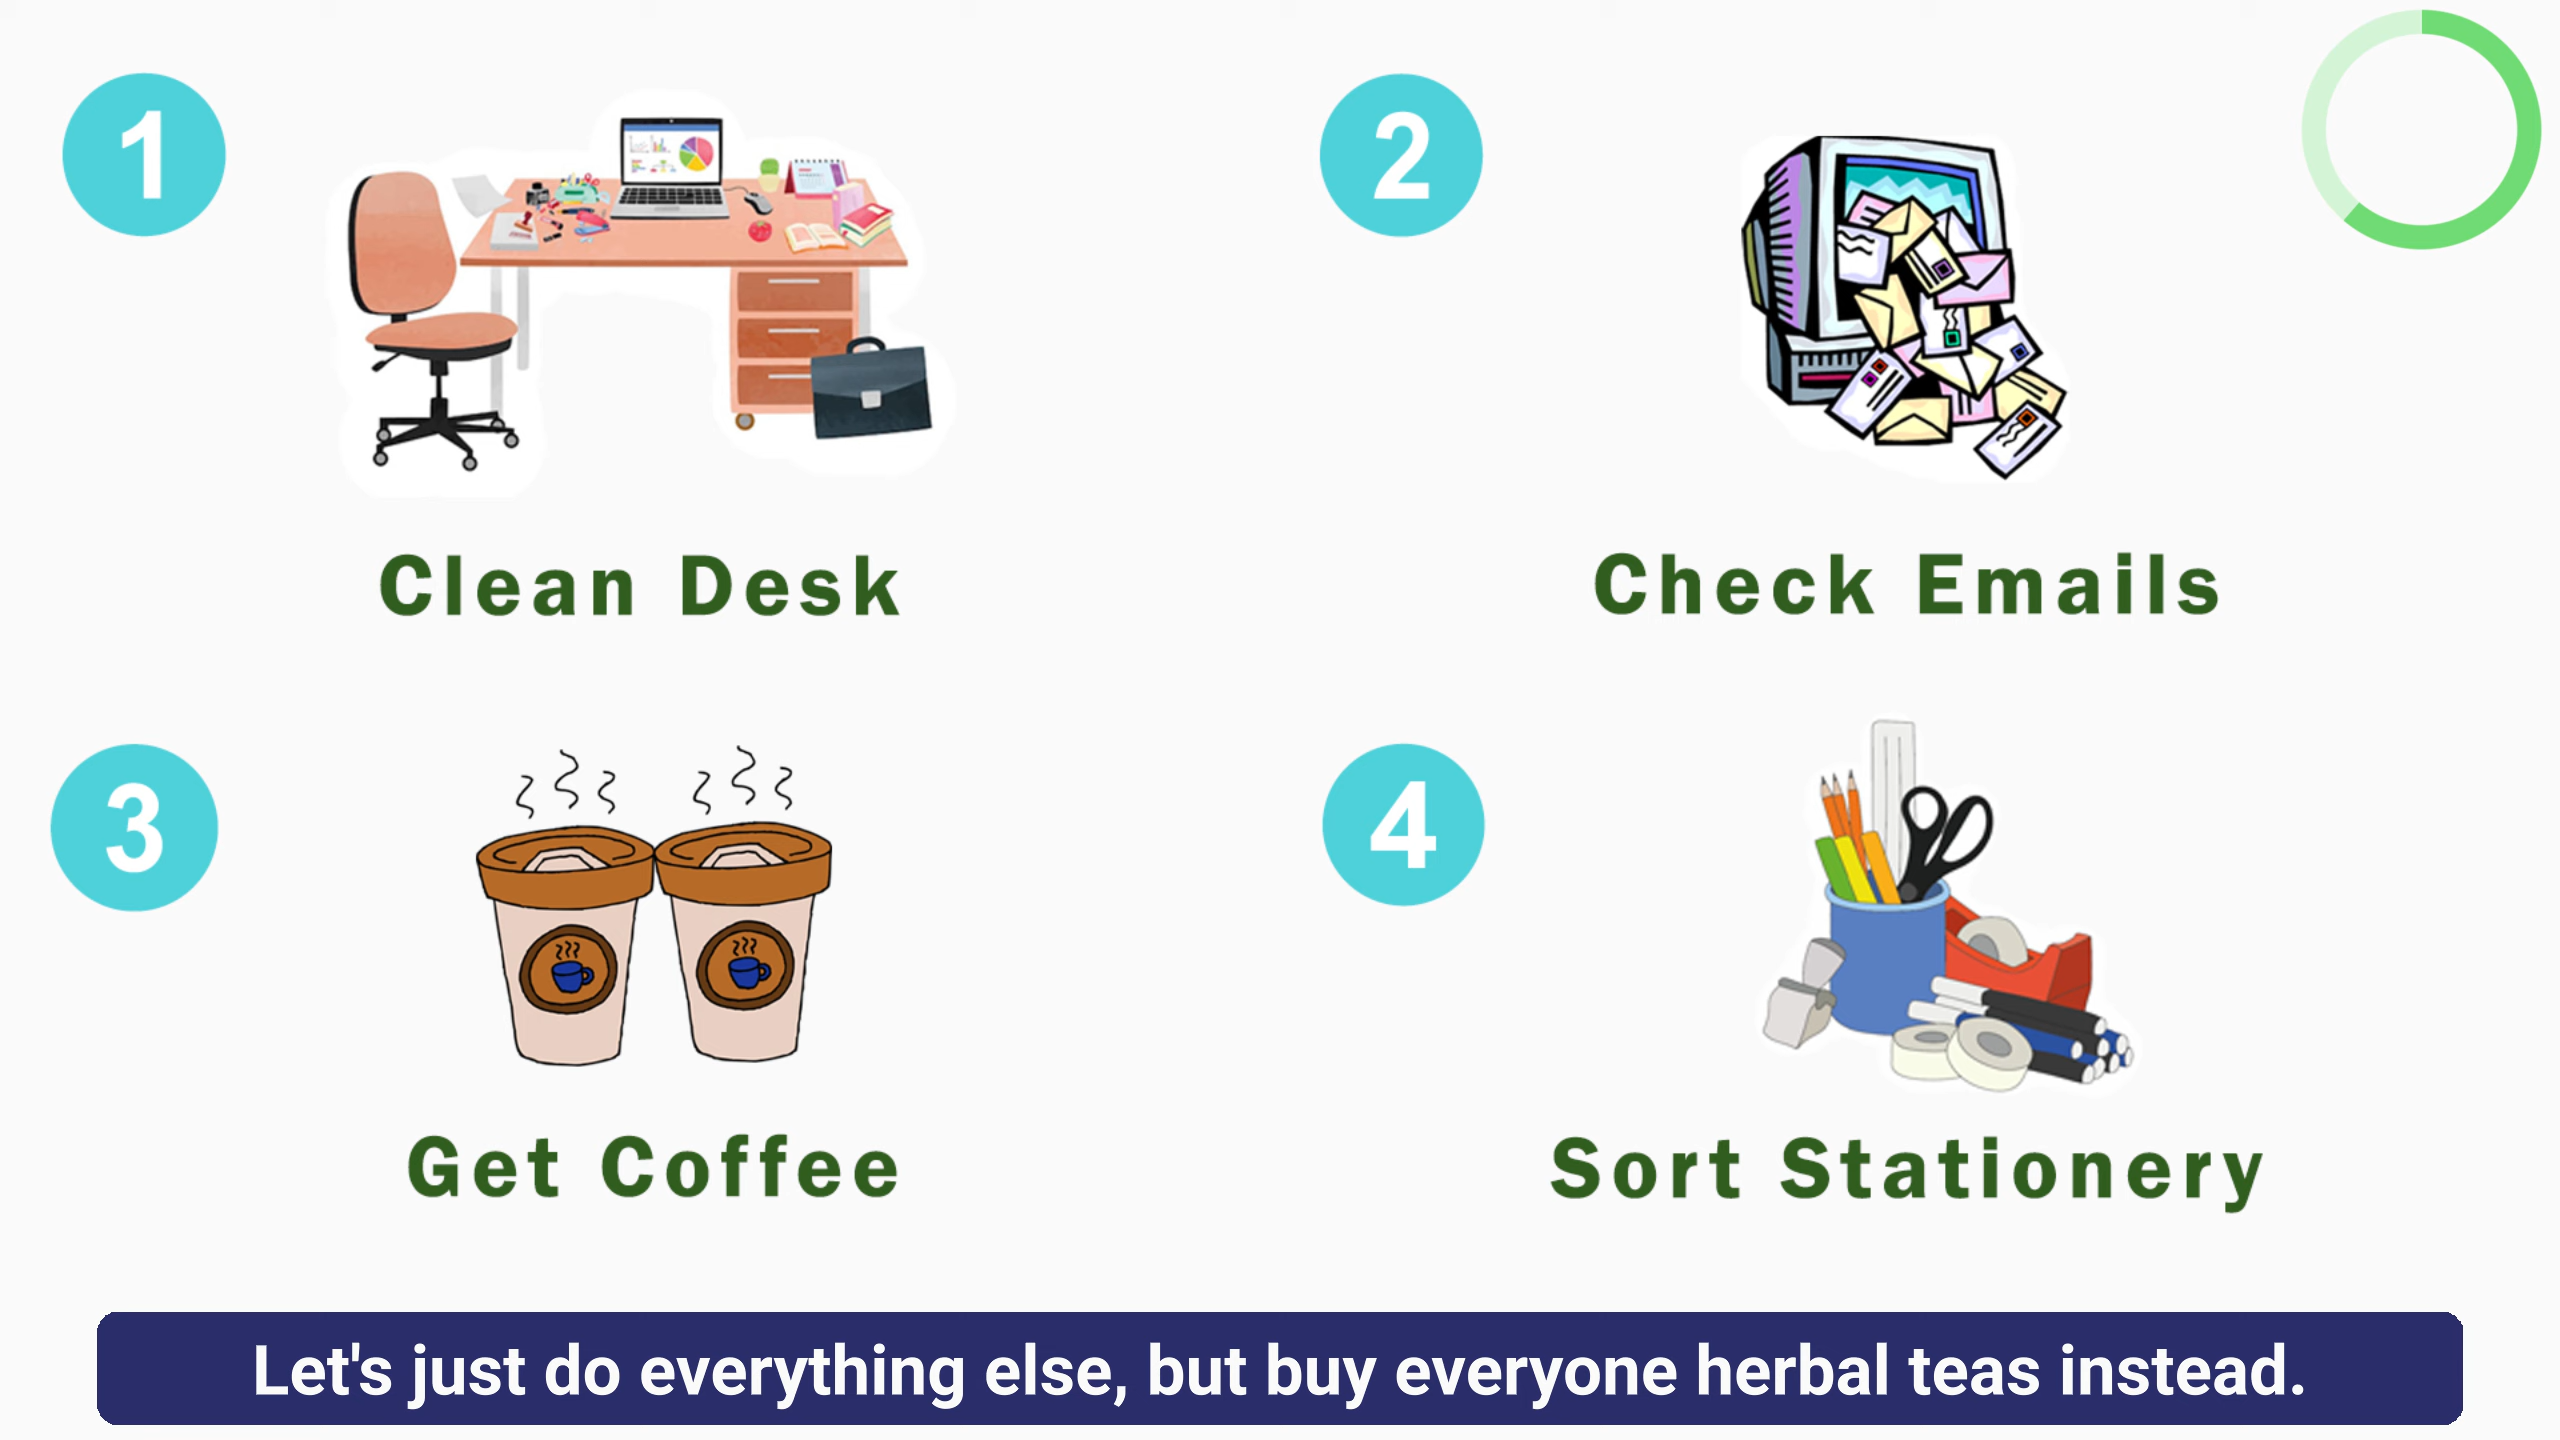 1
2
Clean Desk
Check Emails
3
4
Get Coffee
Sort Stationery
Let's just do everything else, but buy everyone herbal teas instead.